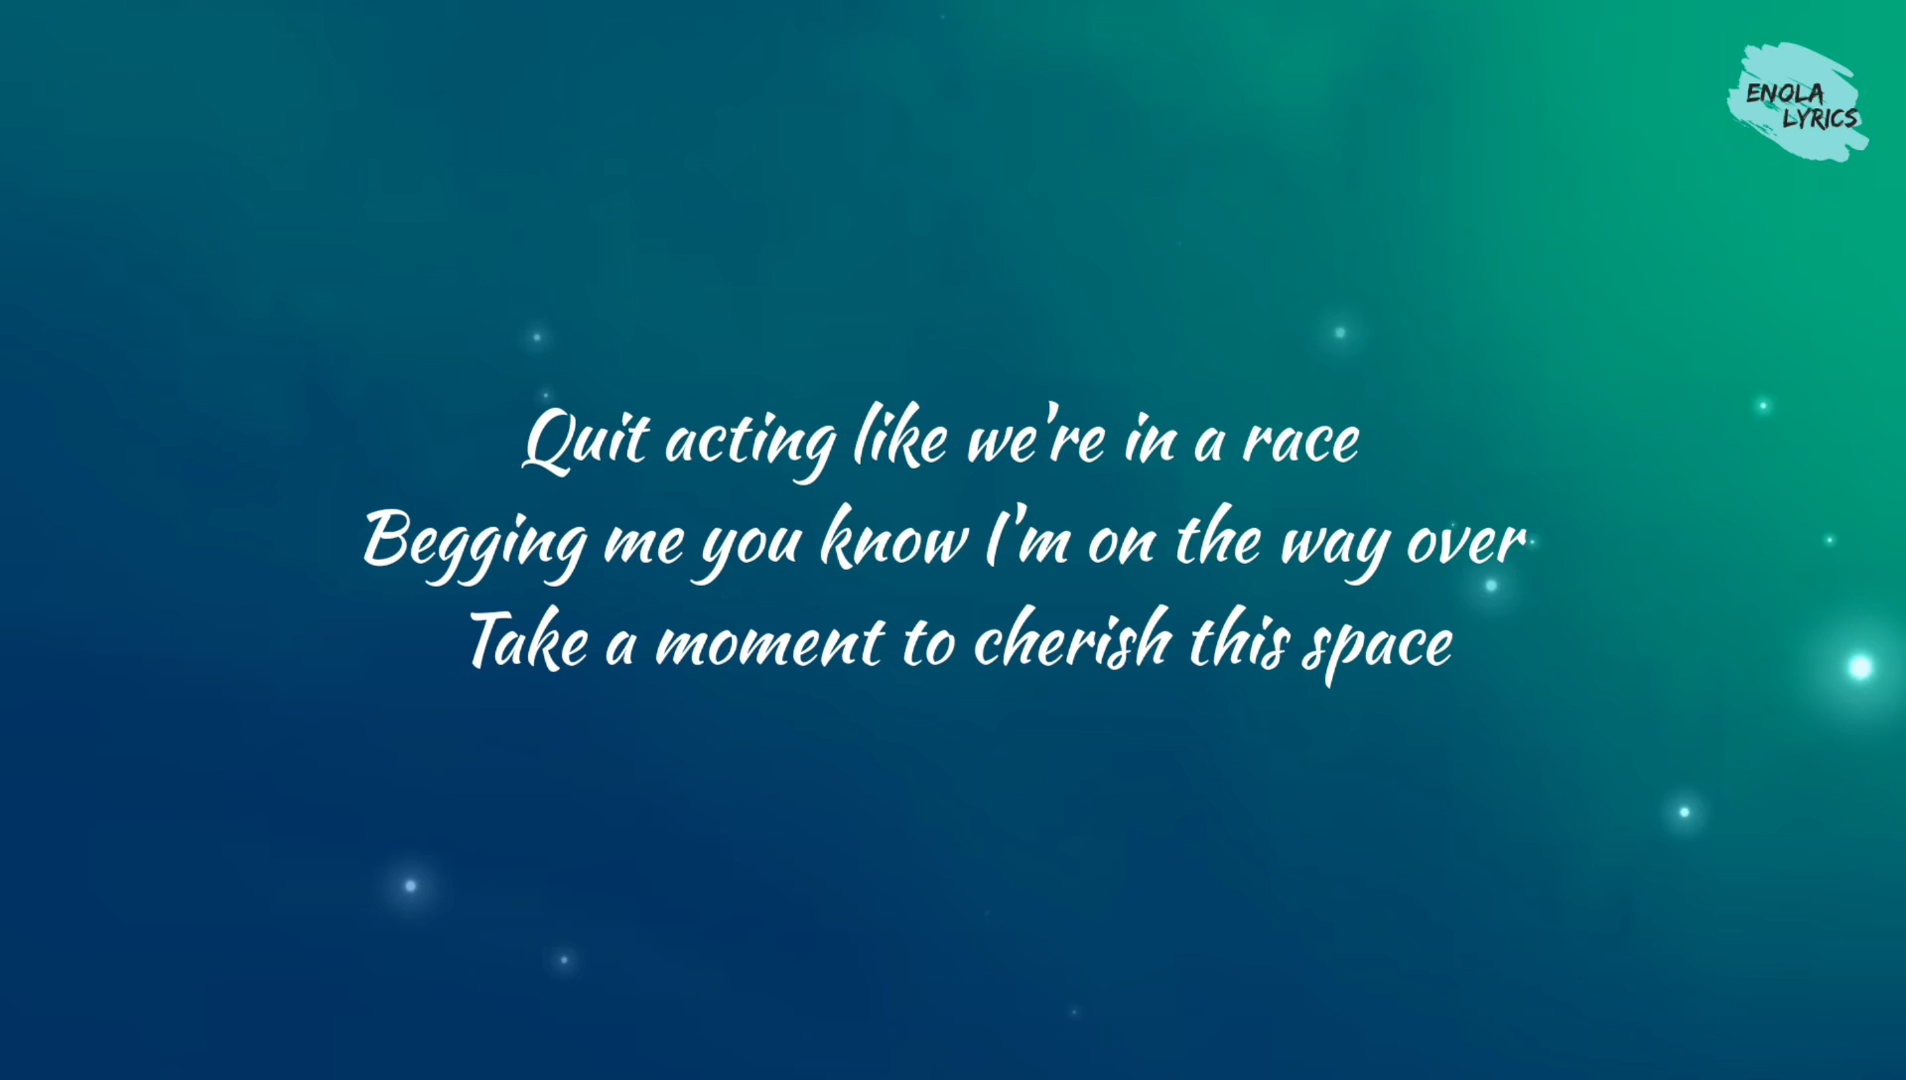 ENOLA
LYRICS
Quit acting like we're in a race
Begging me you know I'm on the way over
Take a moment to cherish this space